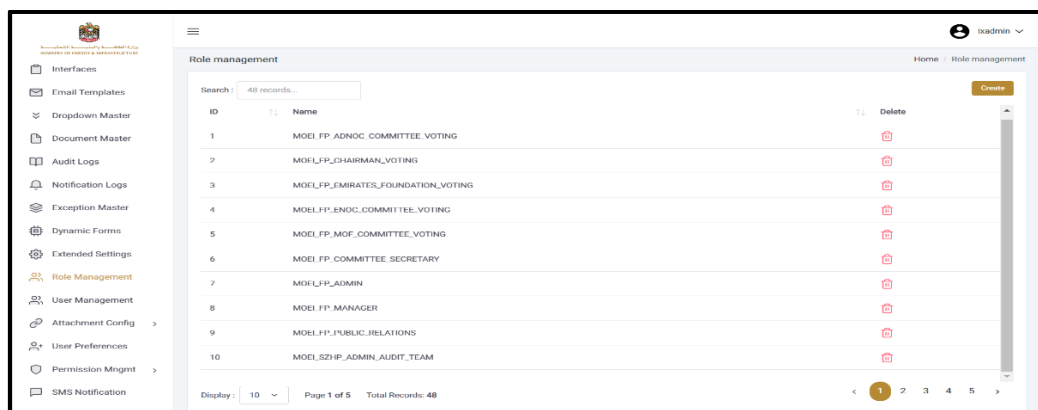 MINISTRY OF ENERGY & INFRASTRUCTURE
ixadmin
Interfaces
Email Templates
Dropdown Master
Document Master
Audit Logs
Notification Logs
Exception Master
Dynamic Forms
Extended Settings
Role Management
User Management
Attachment Config >
User Preferences
Permission Mngmt >
SMS Notification
Role management
Home / Role management
Search : 48 records...
Create
ID Name Delete
1 MOEI_FP_ADNOC_COMMITTEE_VOTING
2 MOEI_FP_CHAIRMAN_VOTING
3 MOEI_FP_EMIRATES_FOUNDATION_VOTING
4 MOEI_FP_ENOC_COMMITTEE_VOTING
5 MOEI_FP_MOF_COMMITTEE_VOTING
6 MOEI_FP_COMMITTEE_SECRETARY
7 MOEI_FP_ADMIN
8 MOEI_FP_MANAGER
9 MOEI_FP_PUBLIC_RELATIONS
10 MOEI_SZHP_ADMIN_AUDIT_TEAM
Display : 10 Page 1 of 5 Total Records: 48
< 1 2 3 4 5 >